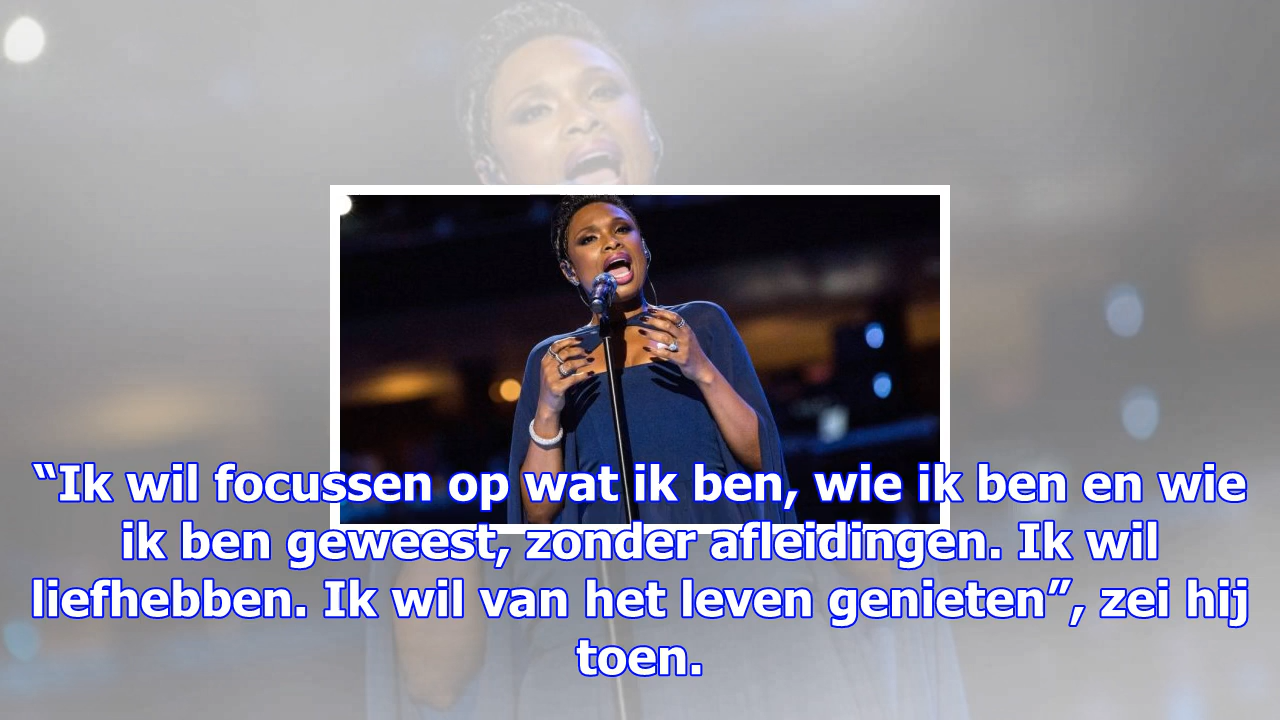 “Ik wil focussen op wat ik ben, wie ik ben en wie
ik ben geweest, zonder afleidingen. Ik wil
liefhebben. Ik wil van het leven genieten”, zei hij
toen.